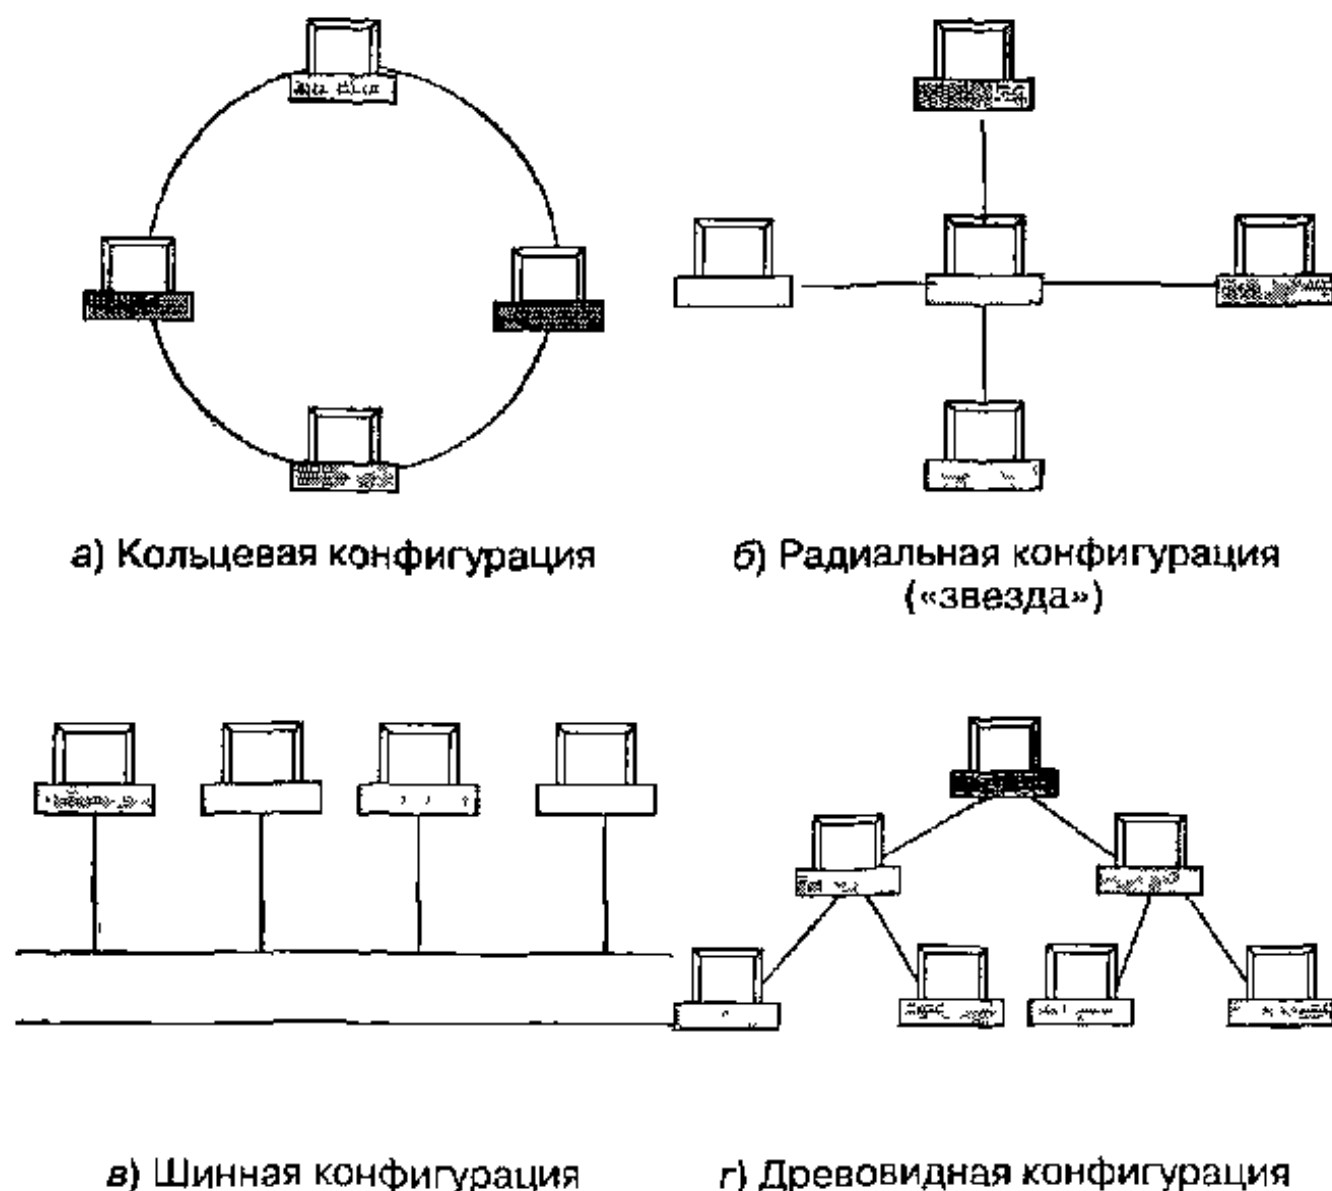 а) Кольцевая конфигурация
б) Радиальная конфигурация
(«звезда»)
в) Шинная конфигурация
г) Древовидная конфигурация